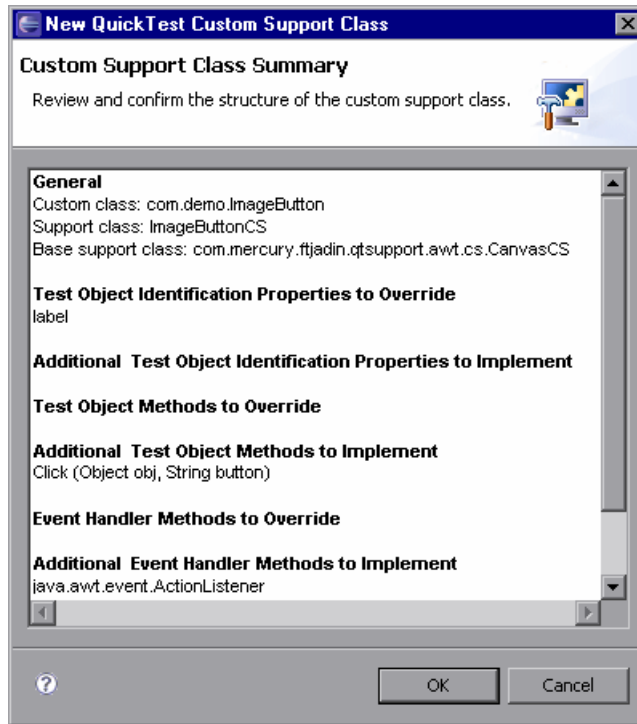 New QuickTest Custom Support Class
Custom Support Class Summary
Review and confirm the structure of the custom support class.
General
Custom class: com.demo.ImageButton
Support class: ImageButtonCS
Base support class: com.mercury.ftjadin.qtsupport.awt.cs.CanvasCS
Test Object Identification Properties to Override
label
Additional Test Object Identification Properties to Implement
Test Object Methods to Override
Additional Test Object Methods to Implement
Click (Object obj, String button)
Event Handler Methods to Override
Additional Event Handler Methods to Implement
java.awt.event.ActionListener
?
OK
Cancel